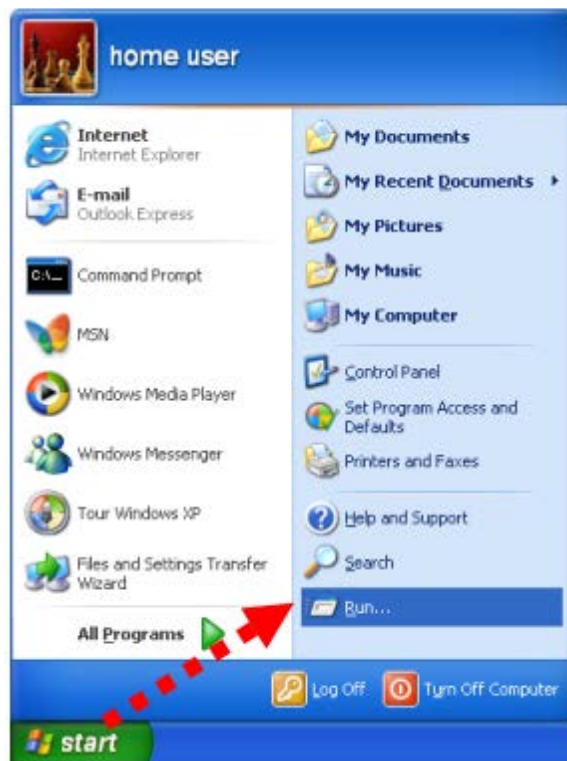 home user
Internet
Internet Explorer
E-mail
Outlook Express
C:\_
Command Prompt
MSN
Windows Media Player
Windows Messenger
Tour Windows XP
Files and Settings Transfer
Wizard
All Programs
My Documents
My Recent Documents
My Pictures
My Music
My Computer
Control Panel
Set Program Access and
Defaults
Printers and Faxes
Help and Support
Search
Run...
Log Off
Turn Off Computer
start